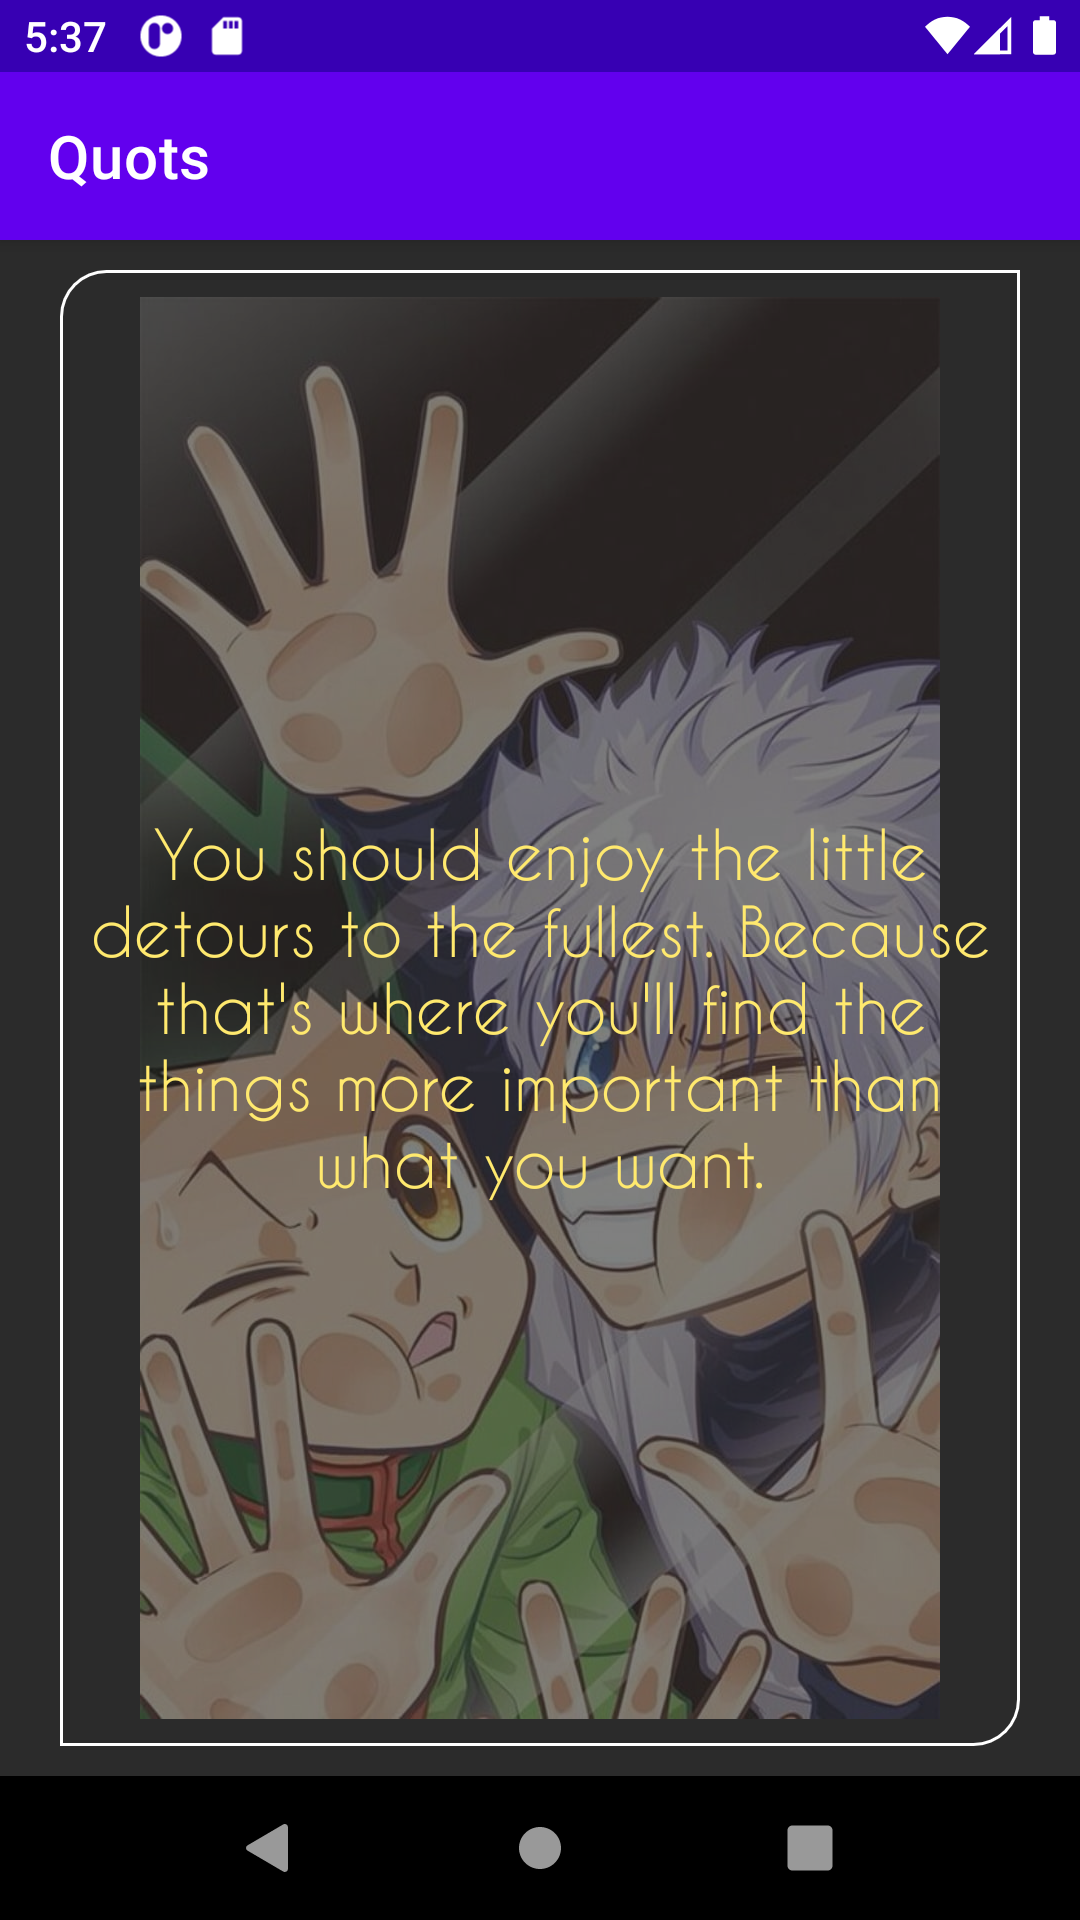 5:37
Quots
You should enjoy the little
detours to the fullest. Because
that's where you'll find the
things more important than
what you want.